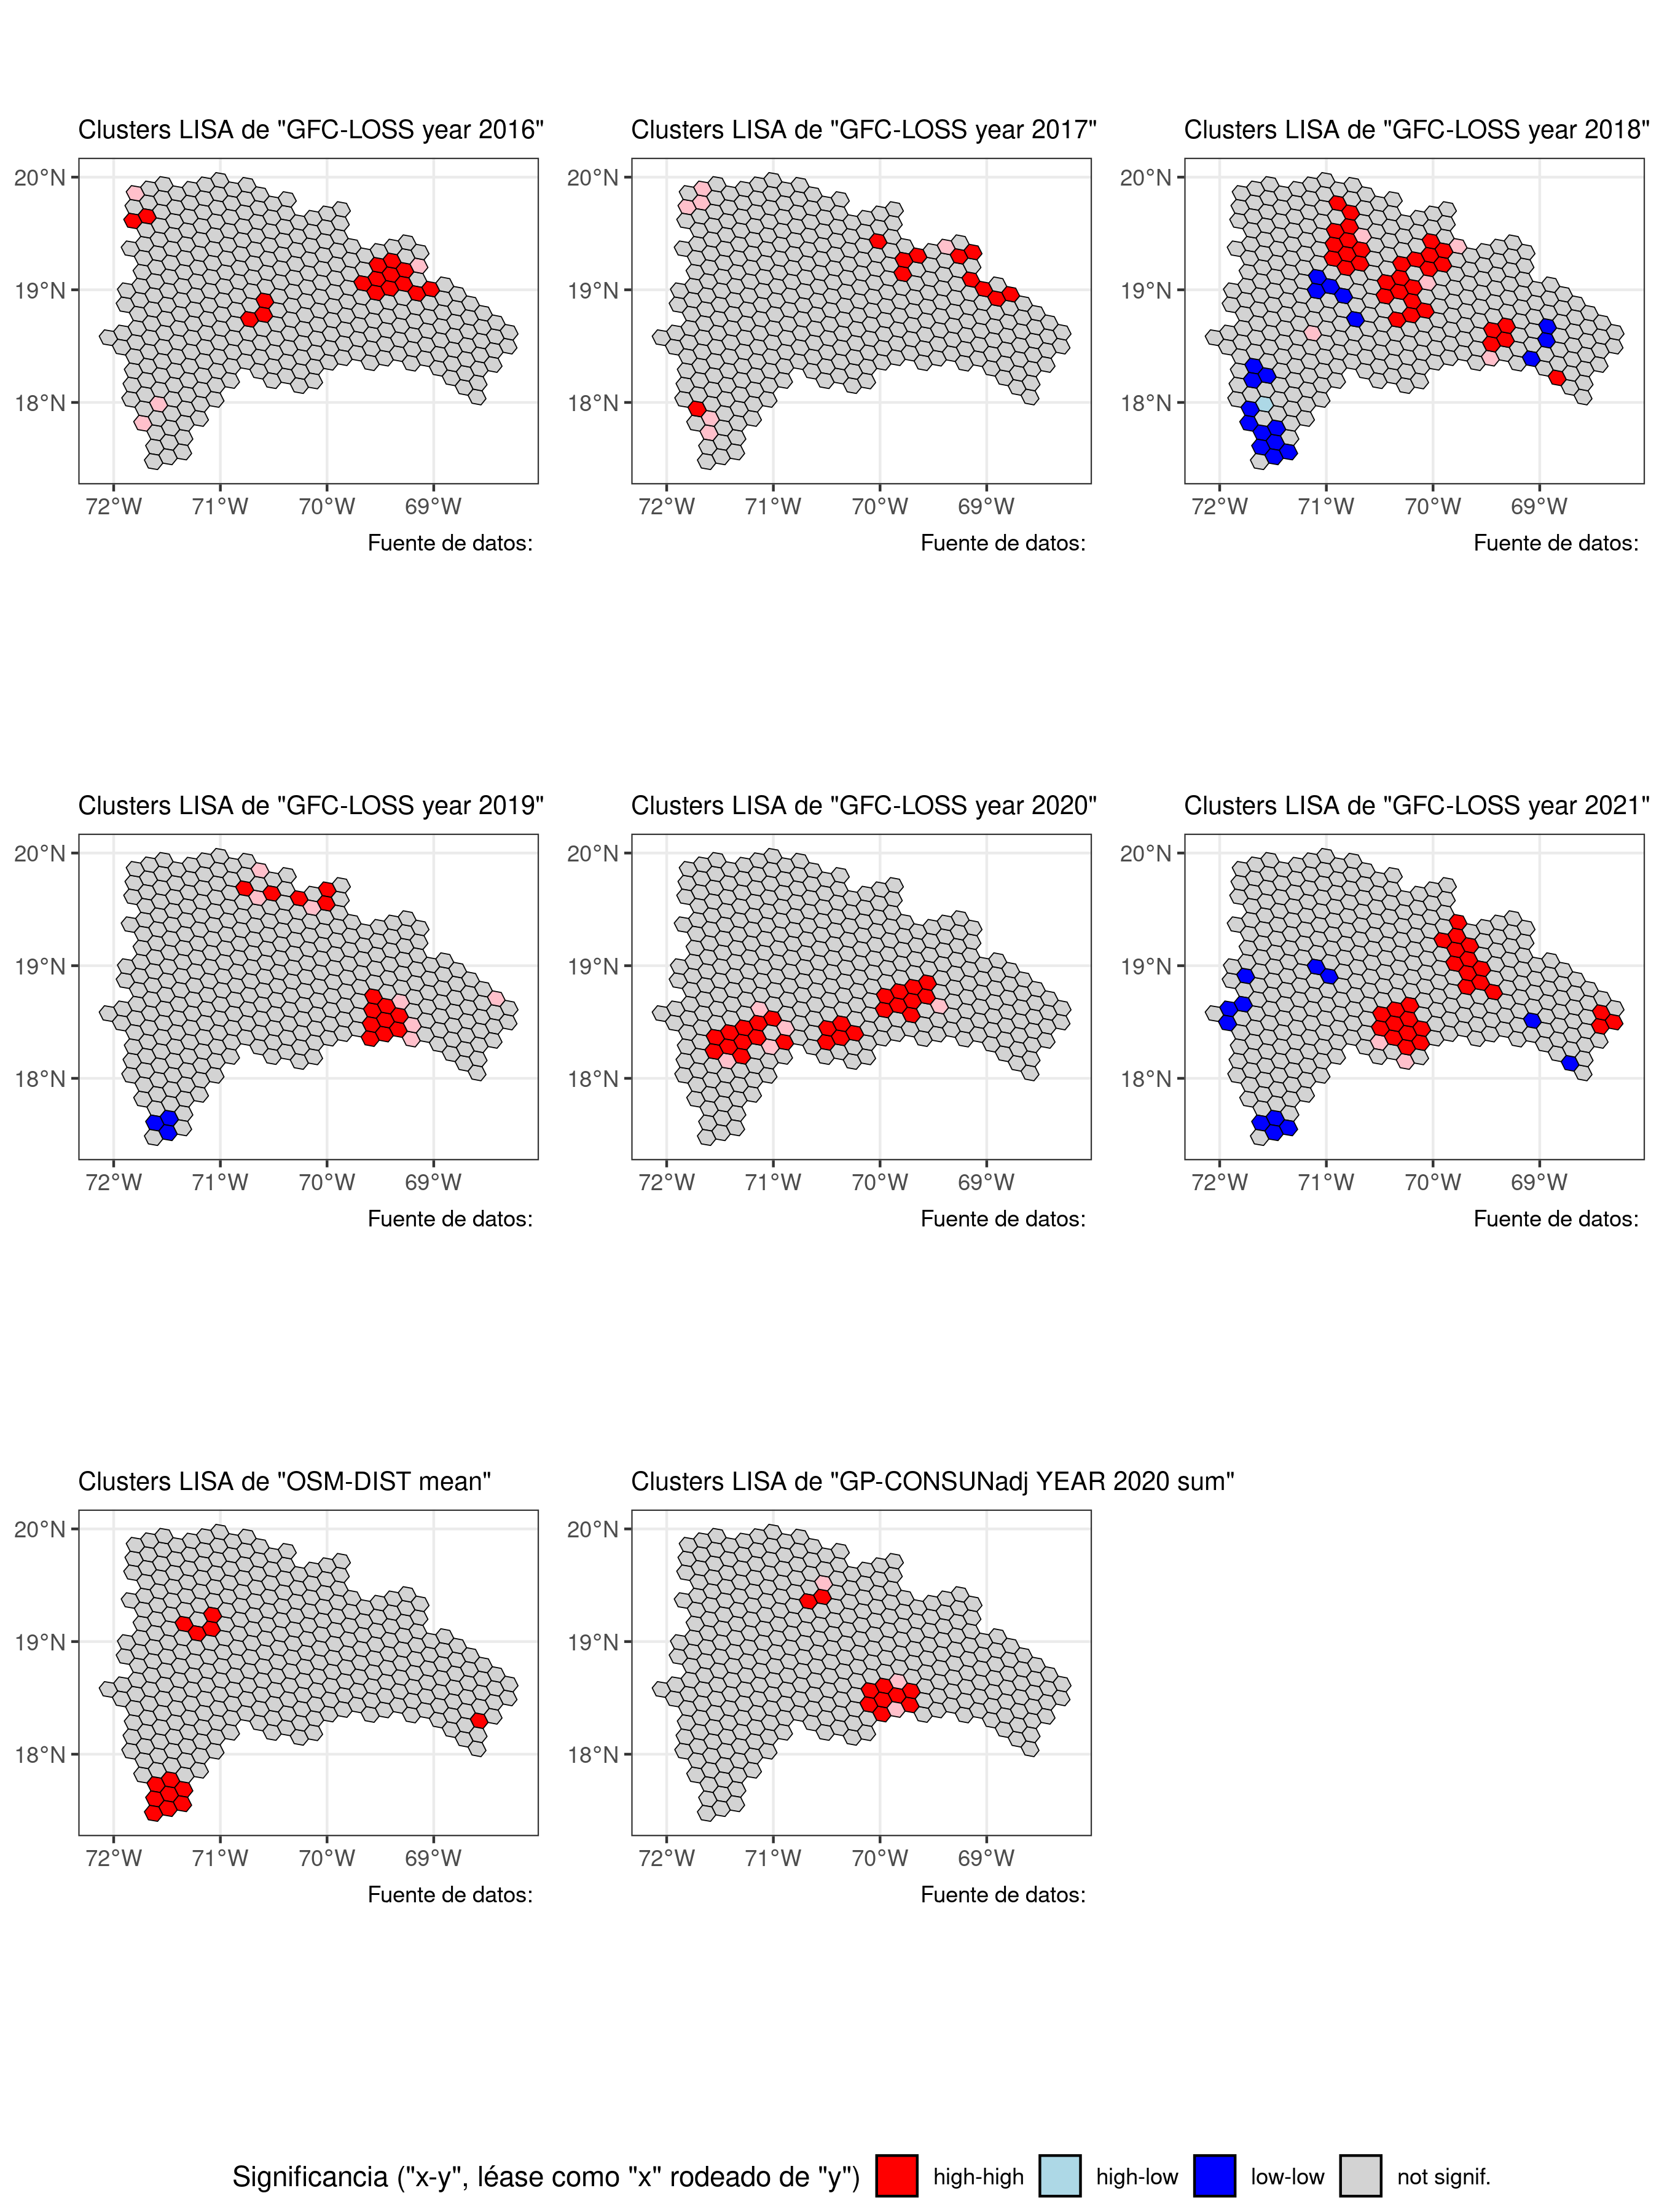 Clusters LISA de "GFC-LOSS year 2016"
20°N
19°N
18°N
72°W 71°W 70°W 69°W
Fuente de datos:
Clusters LISA de "GFC-LOSS year 2017"
20°N
19°N
18°N
72°W 71°W 70°W 69°W
Fuente de datos:
Clusters LISA de "GFC-LOSS year 2018"
20°N
19°N
18°N
72°W 71°W 70°W 69°W
Fuente de datos:
Clusters LISA de "GFC-LOSS year 2019"
20°N
19°N
18°N
72°W 71°W 70°W 69°W
Fuente de datos:
Clusters LISA de "GFC-LOSS year 2020"
20°N
19°N
18°N
72°W 71°W 70°W 69°W
Fuente de datos:
Clusters LISA de "GFC-LOSS year 2021"
20°N
19°N
18°N
72°W 71°W 70°W 69°W
Fuente de datos:
Clusters LISA de "OSM-DIST mean"
20°N
19°N
18°N
72°W 71°W 70°W 69°W
Fuente de datos:
Clusters LISA de "GP-CONSUNadj YEAR 2020 sum"
20°N
19°N
18°N
72°W 71°W 70°W 69°W
Fuente de datos:
Significancia ("x-y", léase como "x" rodeado de "y") high-high high-low low-low not signif.